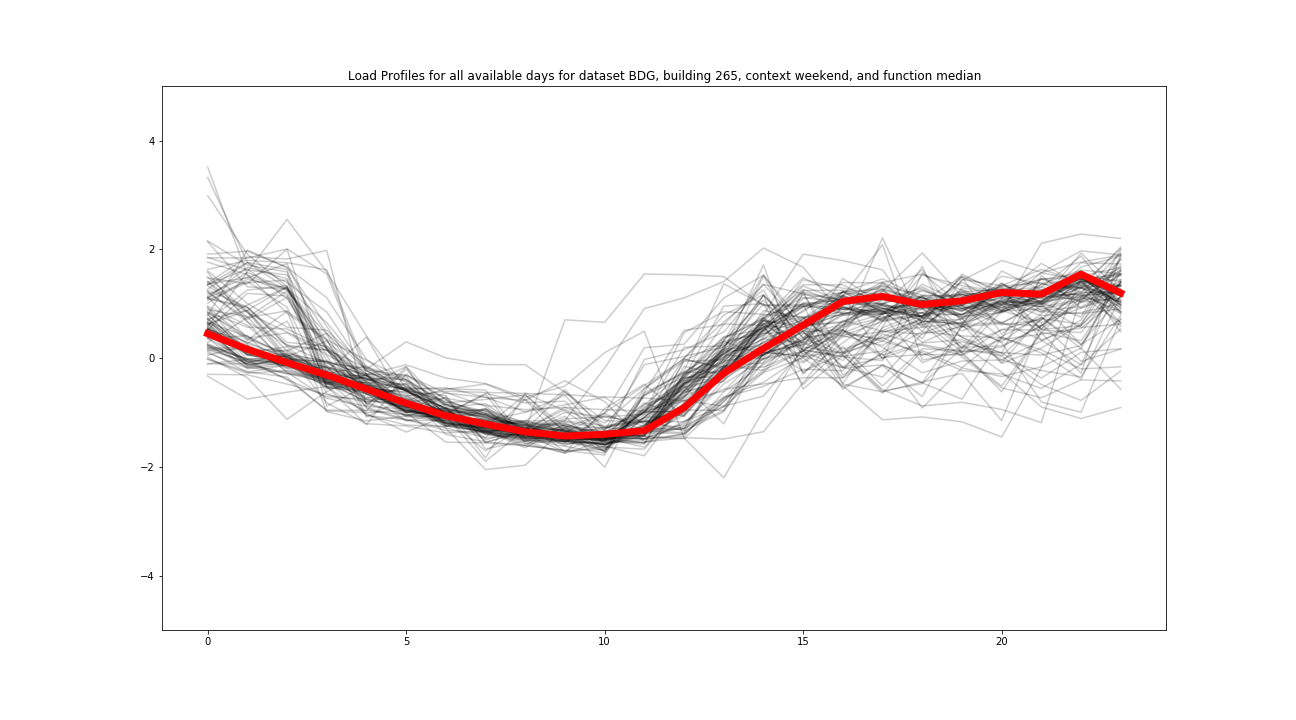 Load Profiles for all available days for dataset BDG, building 265, context weekend, and function median
4
2
0
−2
−4
0 5 10 15 20